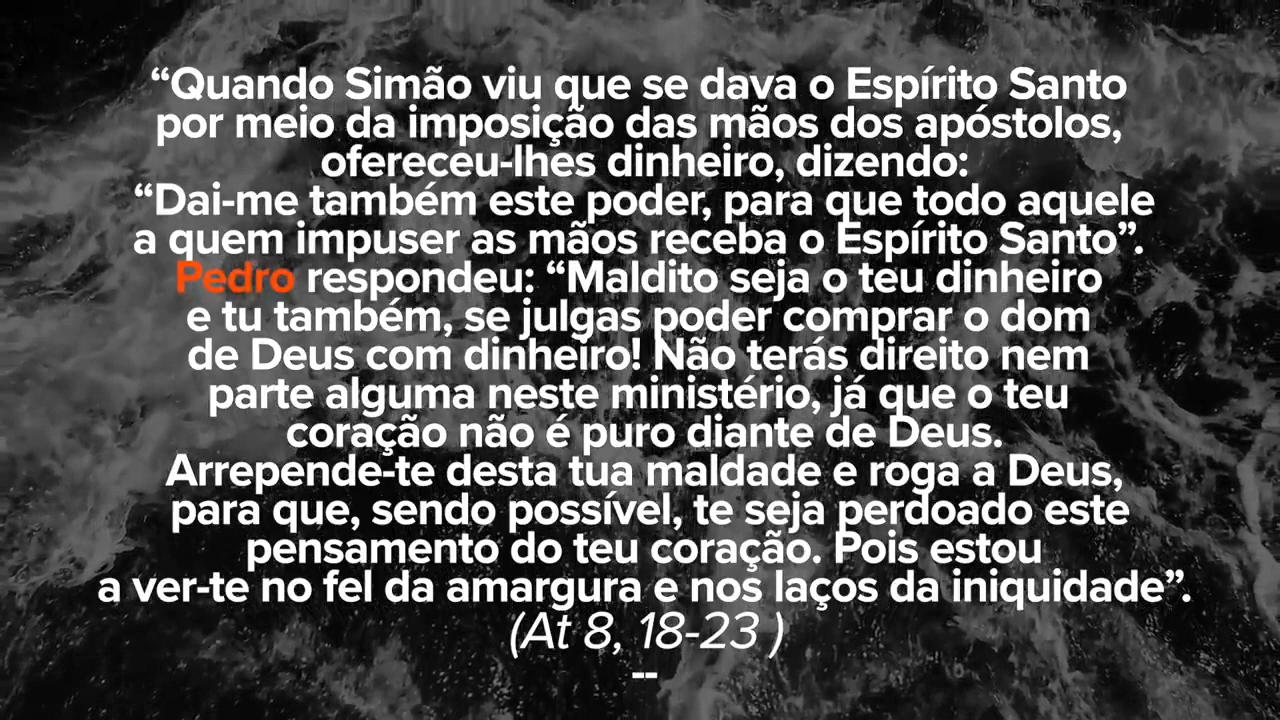 “Quando Simão viu que se dava o Espírito Santo
por meio da imposição das mãos dos apóstolos,
ofereceu-lhes dinheiro, dizendo:
“Dai-me também este poder, para que todo aquele
a quem impuser as mãos receba o Espírito Santo”.
Pedro respondeu: “Maldito seja o teu dinheiro
e tu também, se julgas poder comprar o dom
de Deus com dinheiro! Não terás direito nem
parte alguma neste ministério, já que o teu
coração não é puro diante de Deus.
Arrepende-te desta tua maldade e roga a Deus,
para que, sendo possível, te seja perdoado este
pensamento do teu coração. Pois estou
a ver-te no fel da amargura e nos laços da iniquidade”.
(At 8, 18-23 )
--